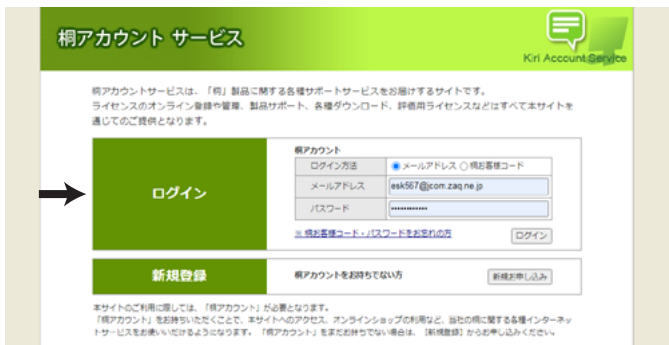 桐アカウント サービス
Kiri Account Service
桐アカウントサービスは、「桐」製品に関する各種サポートサービスをお届けするサイトです。
ライセンスのオンライン登録や管理、製品サポート、各種ダウンロード、評価用ライセンスなどはすべて本サイトを
通じてのご提供となります。
ログイン
桐アカウント
ログイン方法 メールアドレス 桐お客様コード
メールアドレス esk567@jcom.zaq.ne.jp
パスワード ••••••••••••
※ 桐お客様コード・パスワードをお忘れの方
ログイン
新規登録
桐アカウントをお持ちでない方
新規お申し込み
本サイトのご利用に際しては、「桐アカウント」が必要となります。
「桐アカウント」をお持ちいただくことで、本サイトへのアクセス、オンラインショップの利用など、当社の桐に関する各種インターネッ
トサービスをお使いいただけるようになります。 「桐アカウント」をまだお持ちでない場合は、［新規登録］からお申し込みください。